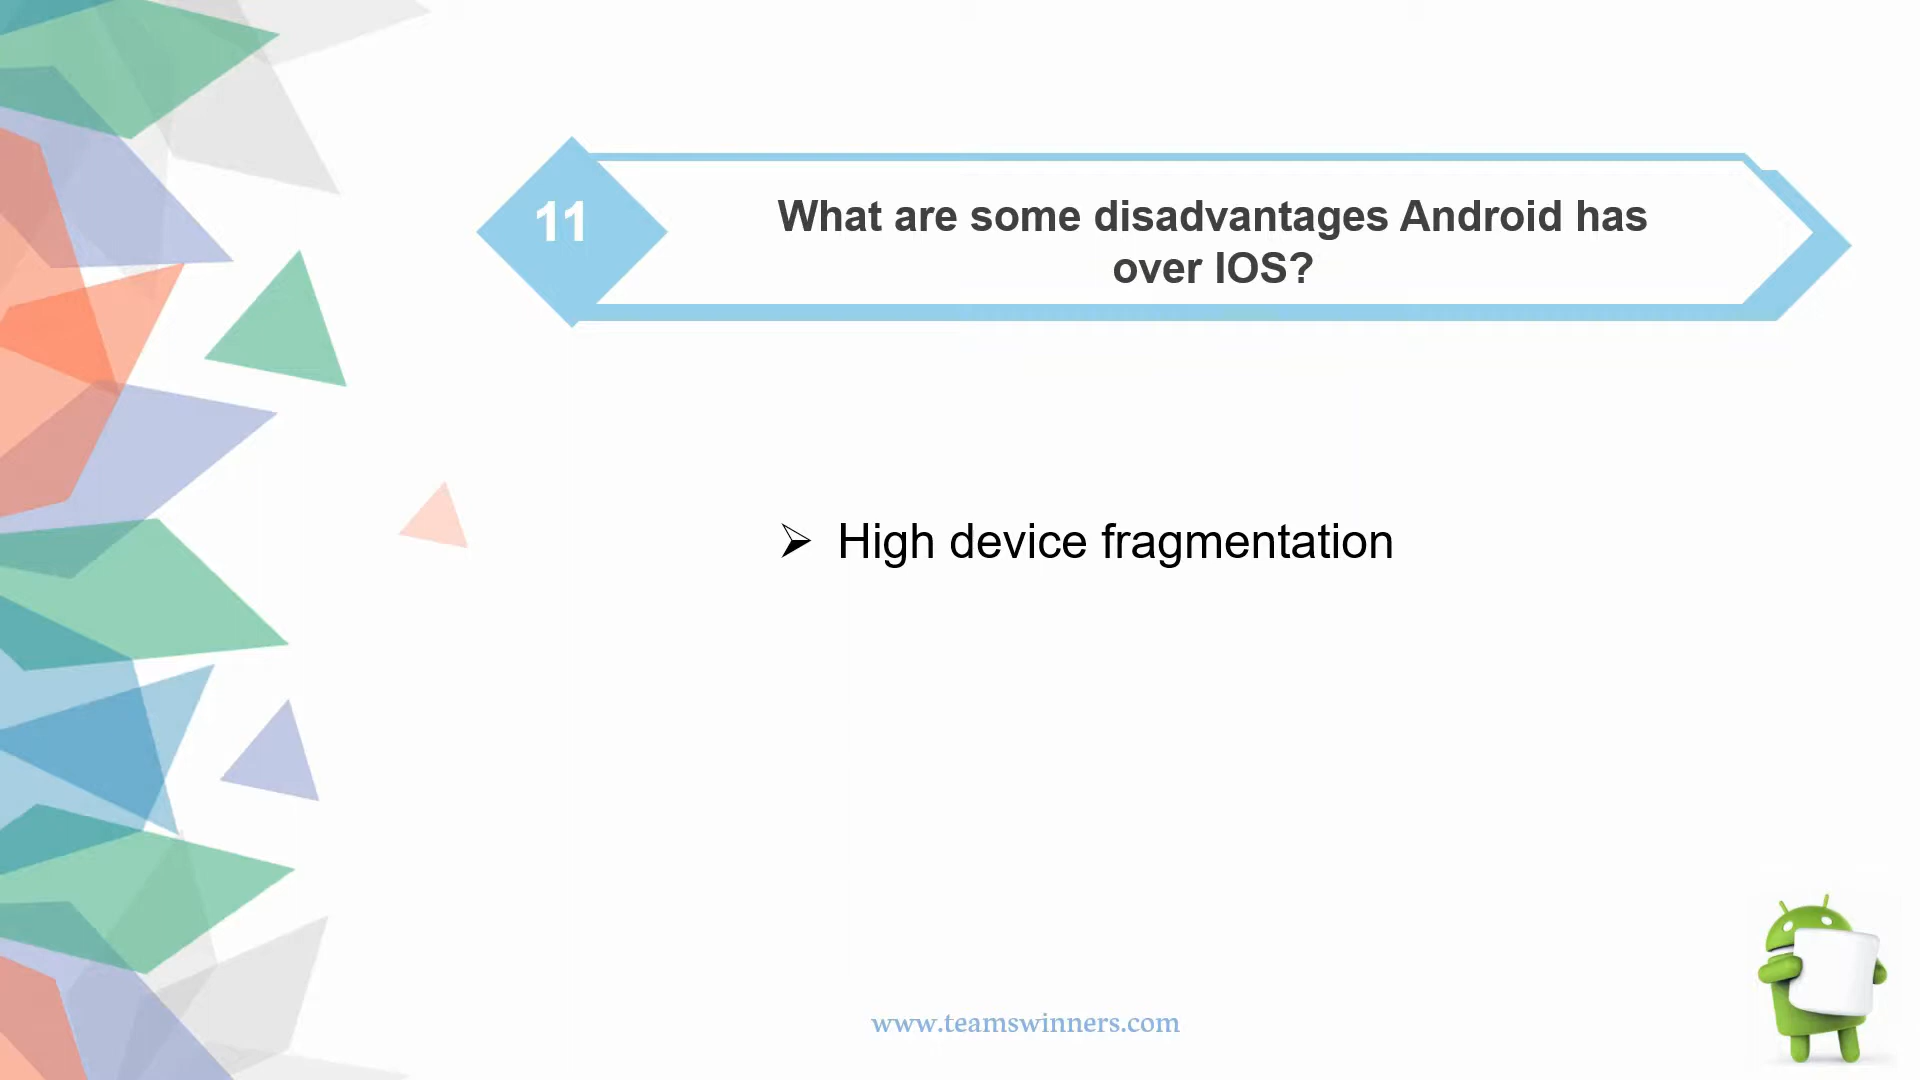 11
What are some disadvantages Android has
over IOS?
High device fragmentation
www.teamswinners.com